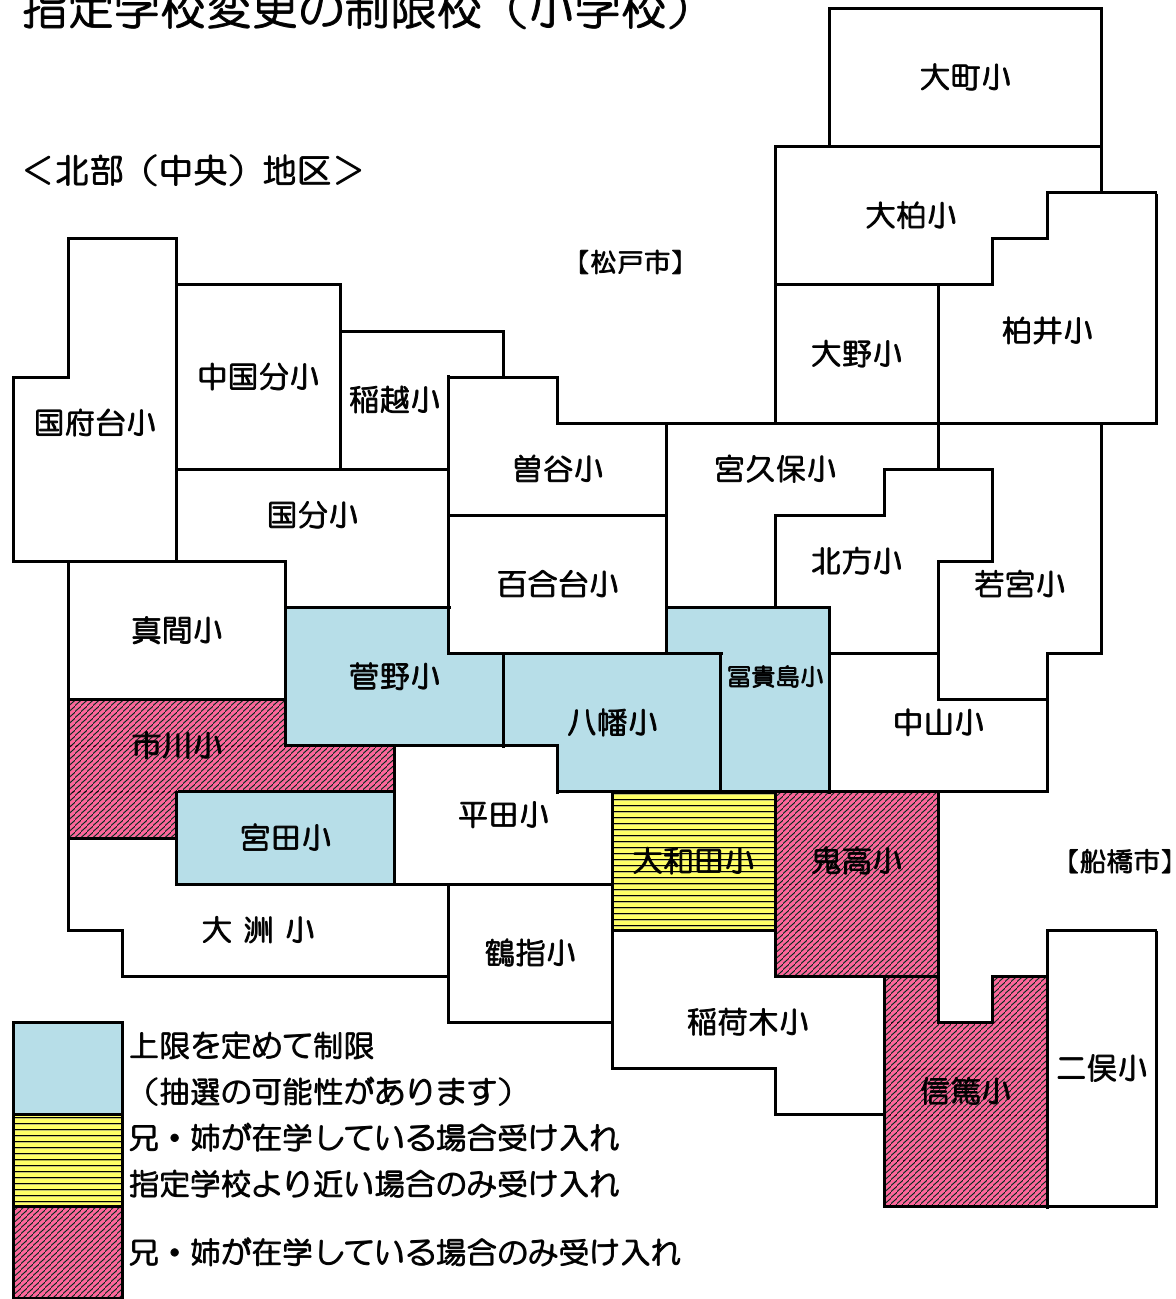 指定学校変更の制限校（小学校）
大町小
＜北部（中央）地区＞
大柏小
【松戸市】
柏井小
大野小
中国分小
稲越小
国府台小
曽谷小
宮久保小
国分小
北方小
百合台小
若宮小
真間小
菅野小
冨貴島小
八幡小
中山小
市川小
平田小
宮田小
大和田小
鬼高小
【船橋市】
大 洲 小
鶴指小
稲荷木小
上限を定めて制限
（抽選の可能性があります）
二俣小
信篤小
兄・姉が在学している場合受け入れ
指定学校より近い場合のみ受け入れ
兄・姉が在学している場合のみ受け入れ